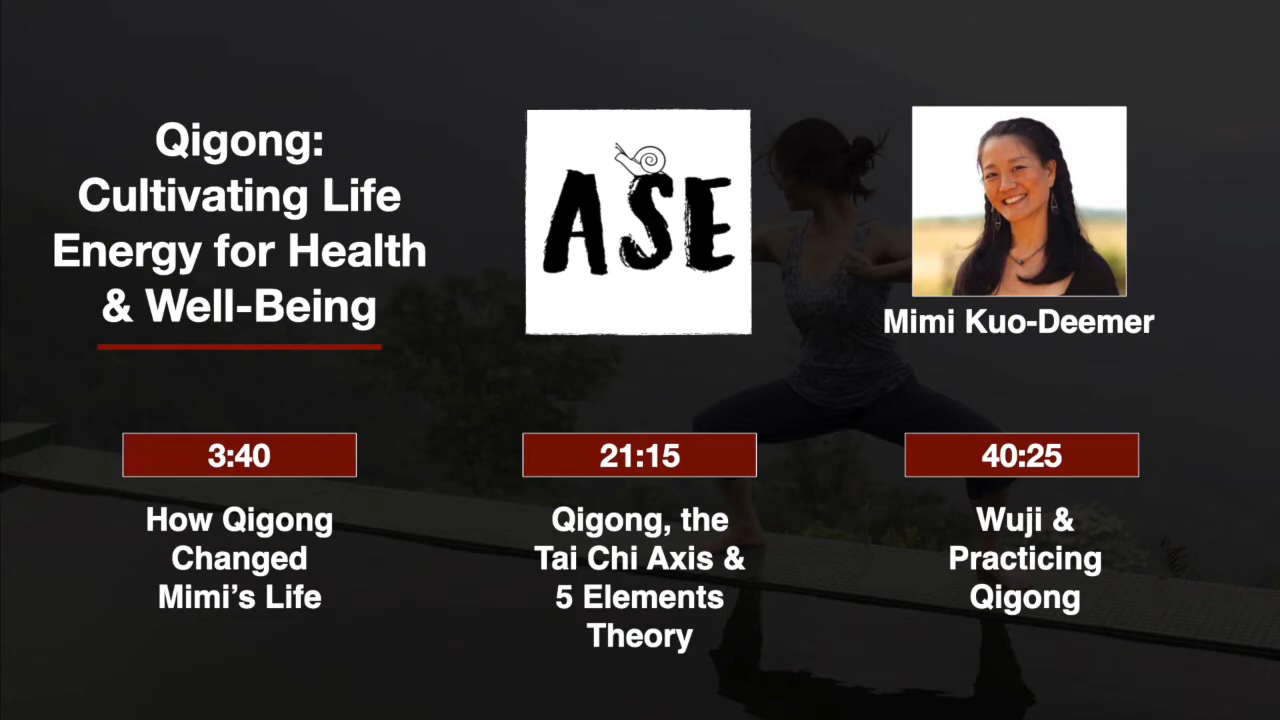 Qigong:
Cultivating Life
Energy for Health
& Well-Being
ASE
Mimi Kuo-Deemer
3:40
How Qigong
Changed
Mimi's Life
21:15
Qigong, the
Tai Chi Axis &
5 Elements
Theory
40:25
Wuji &
Practicing
Qigong